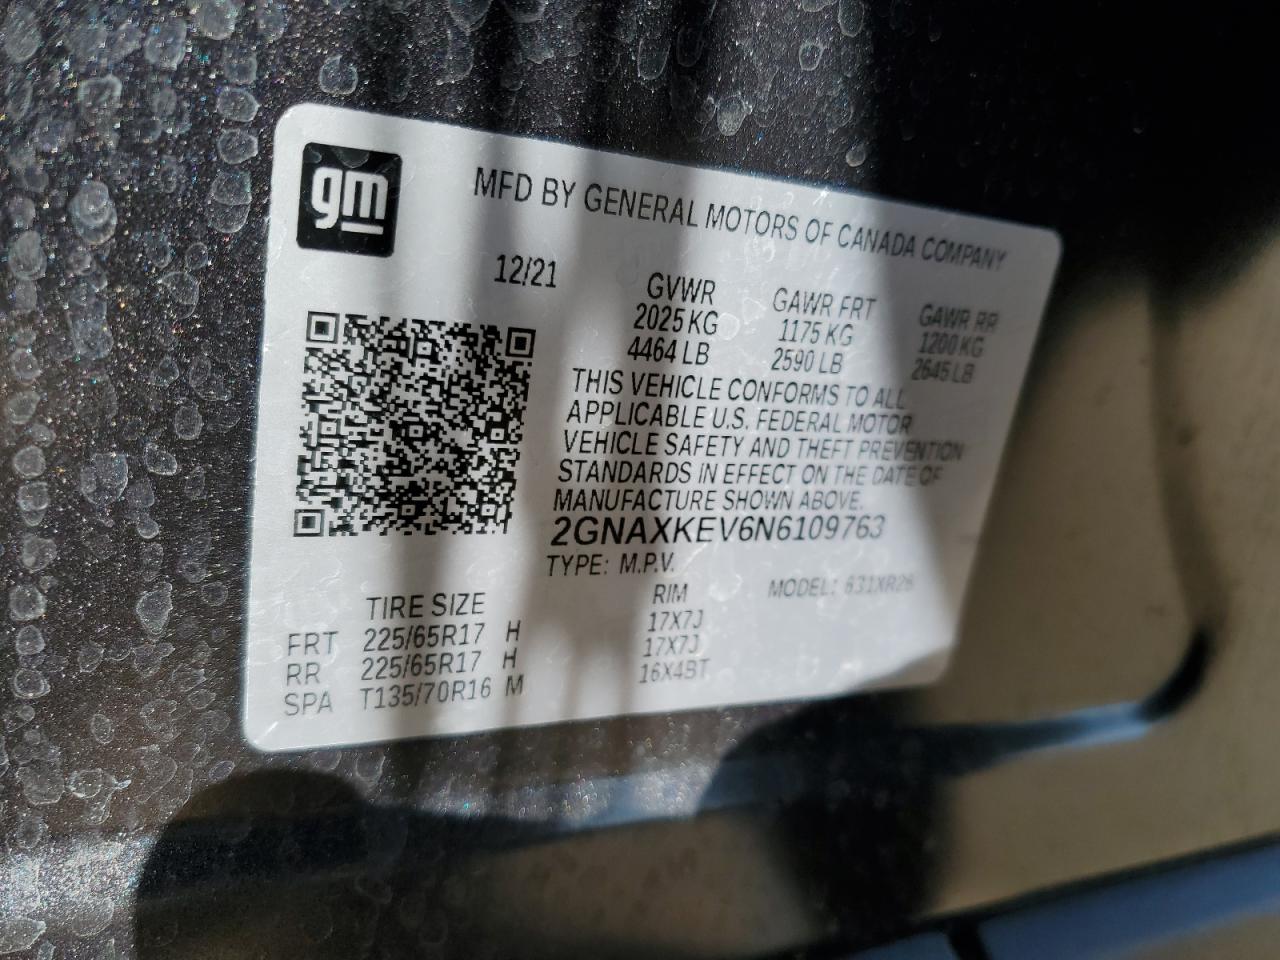 gm
MFD BY GENERAL MOTORS OF CANADA COMPANY
12/21 GVWR GAWR FRT GAWR RR
2025 KG 1175 KG 1200 KG
4464 LB 2590 LB 2645 LB
THIS VEHICLE CONFORMS TO ALL
APPLICABLE U.S. FEDERAL MOTOR
VEHICLE SAFETY AND THEFT PREVENTION
STANDARDS IN EFFECT ON THE DATE OF
MANUFACTURE SHOWN ABOVE.
2GNAXKEV6N6109763
TYPE: M.P.V. MODEL: 631XR26
TIRE SIZE RIM
FRT 225/65R17 H 17X7J
RR 225/65R17 H 17X7J
SPA T135/70R16 M 16X4BT